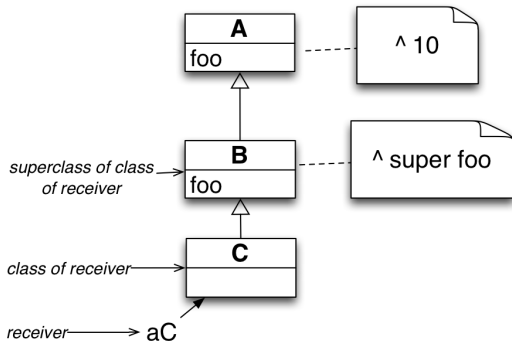 A
foo
^ 10
B
foo
^ super foo
superclass of class
of receiver
C
class of receiver
receiver
aC